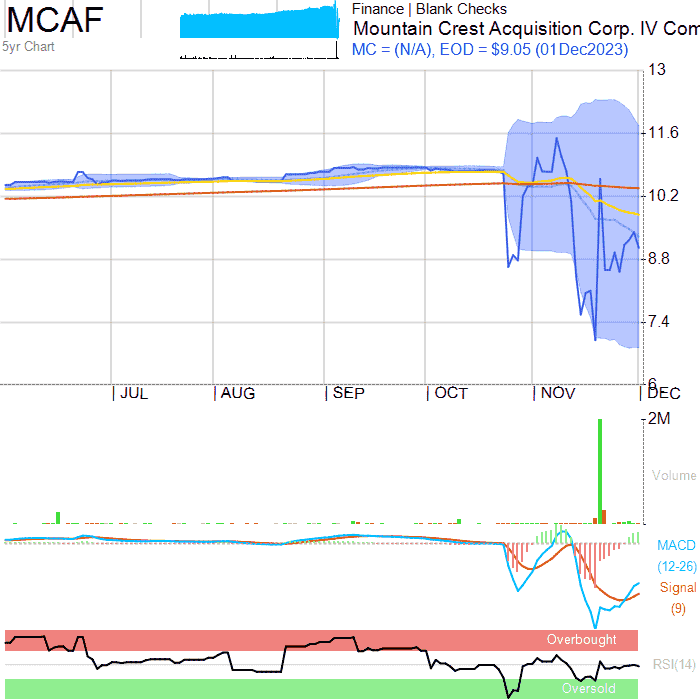 MCAF
5yr Chart
Finance | Blank Checks
Mountain Crest Acquisition Corp. IV Com
MC = (N/A), EOD = $9.05 (01Dec2023)
13
11.6
10.2
8.8
7.4
6
JUL
AUG
SEP
OCT
NOV
DEC
2M
Volume
MACD
(12-26)
Signal
(9)
Overbought
RSI(14)
Oversold